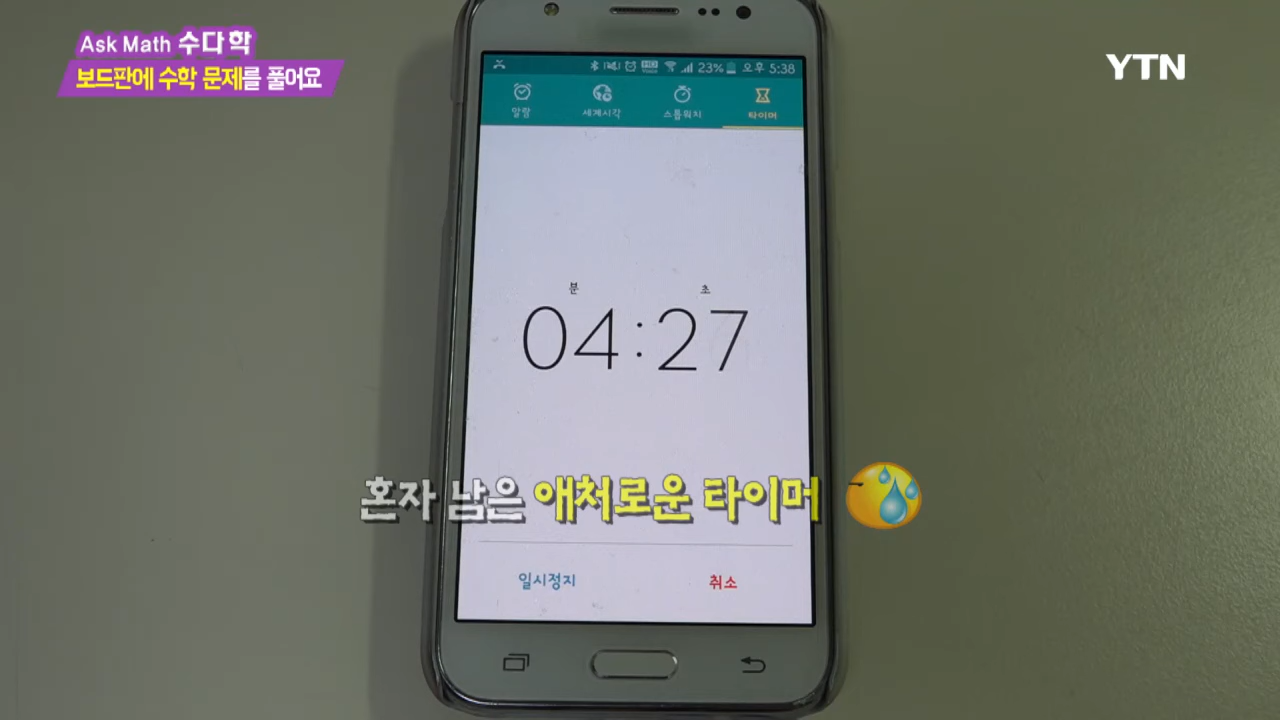 Ask Math 수다학
보드판에 수학 문제를 풀어요
YTN
23% 오후 5:38
알람 세계시각 스톱워치 타이머
분 초
04:27
혼자 남은 애처로운 타이머
일시정지 취소